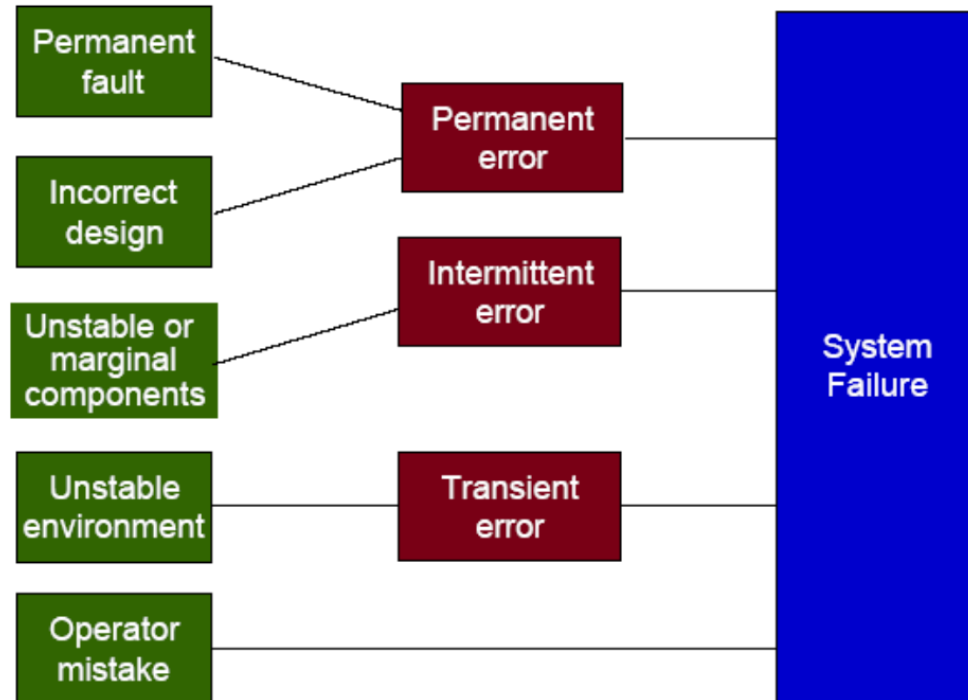 Permanent
fault
Incorrect
design
Unstable or
marginal
components
Unstable
environment
Operator
mistake
Permanent
error
Intermittent
error
Transient
error
System
Failure